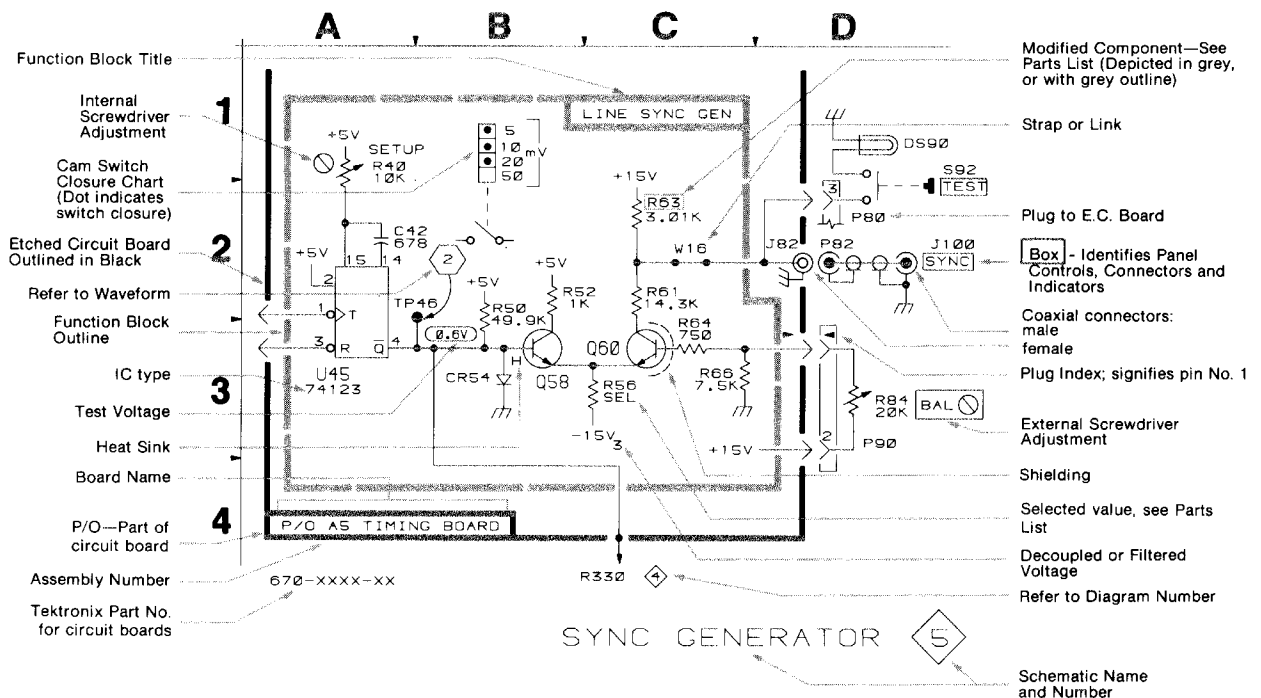 A B C D
Function Block Title
Internal
Screwdriver
Adjustment
Cam Switch
Closure Chart
(Dot indicates
switch closure)
Etched Circuit Board
Outlined in Black
Refer to Waveform
Function Block
Outline
IC type
Test Voltage
Heat Sink
Board Name
P/O—Part of
circuit board
Assembly Number
Tektronix Part No.
for circuit boards
1
2
3
4
LINE SYNC GEN
+5V
SETUP
R40
10K
5
10
20
50
mV
C42
678
+5V
15
14
2
1
T
3
R
Q
4
U45
74123
2
TP46
0.6V
R50
49.9K
+5V
+5V
R52
1K
CR54
H
Q58
Q60
+15V
R63
3.01K
W16
R61
14.3K
R64
750
R66
7.5K
R56
SEL
-15V
3
+15V
J82
P82
J100
SYNC
DS90
S92
TEST
3
P80
R84
20K
BAL
2
P90
P/O A5 TIMING BOARD
670-XXXX-XX
R330
4
SYNC GENERATOR
5
Modified Component—See
Parts List (Depicted in grey,
or with grey outline)
Strap or Link
Plug to E.C. Board
Box - Identifies Panel
Controls, Connectors and
Indicators
Coaxial connectors:
male
female
Plug Index; signifies pin No. 1
External Screwdriver
Adjustment
Shielding
Selected value, see Parts
List
Decoupled or Filtered
Voltage
Refer to Diagram Number
Schematic Name
and Number